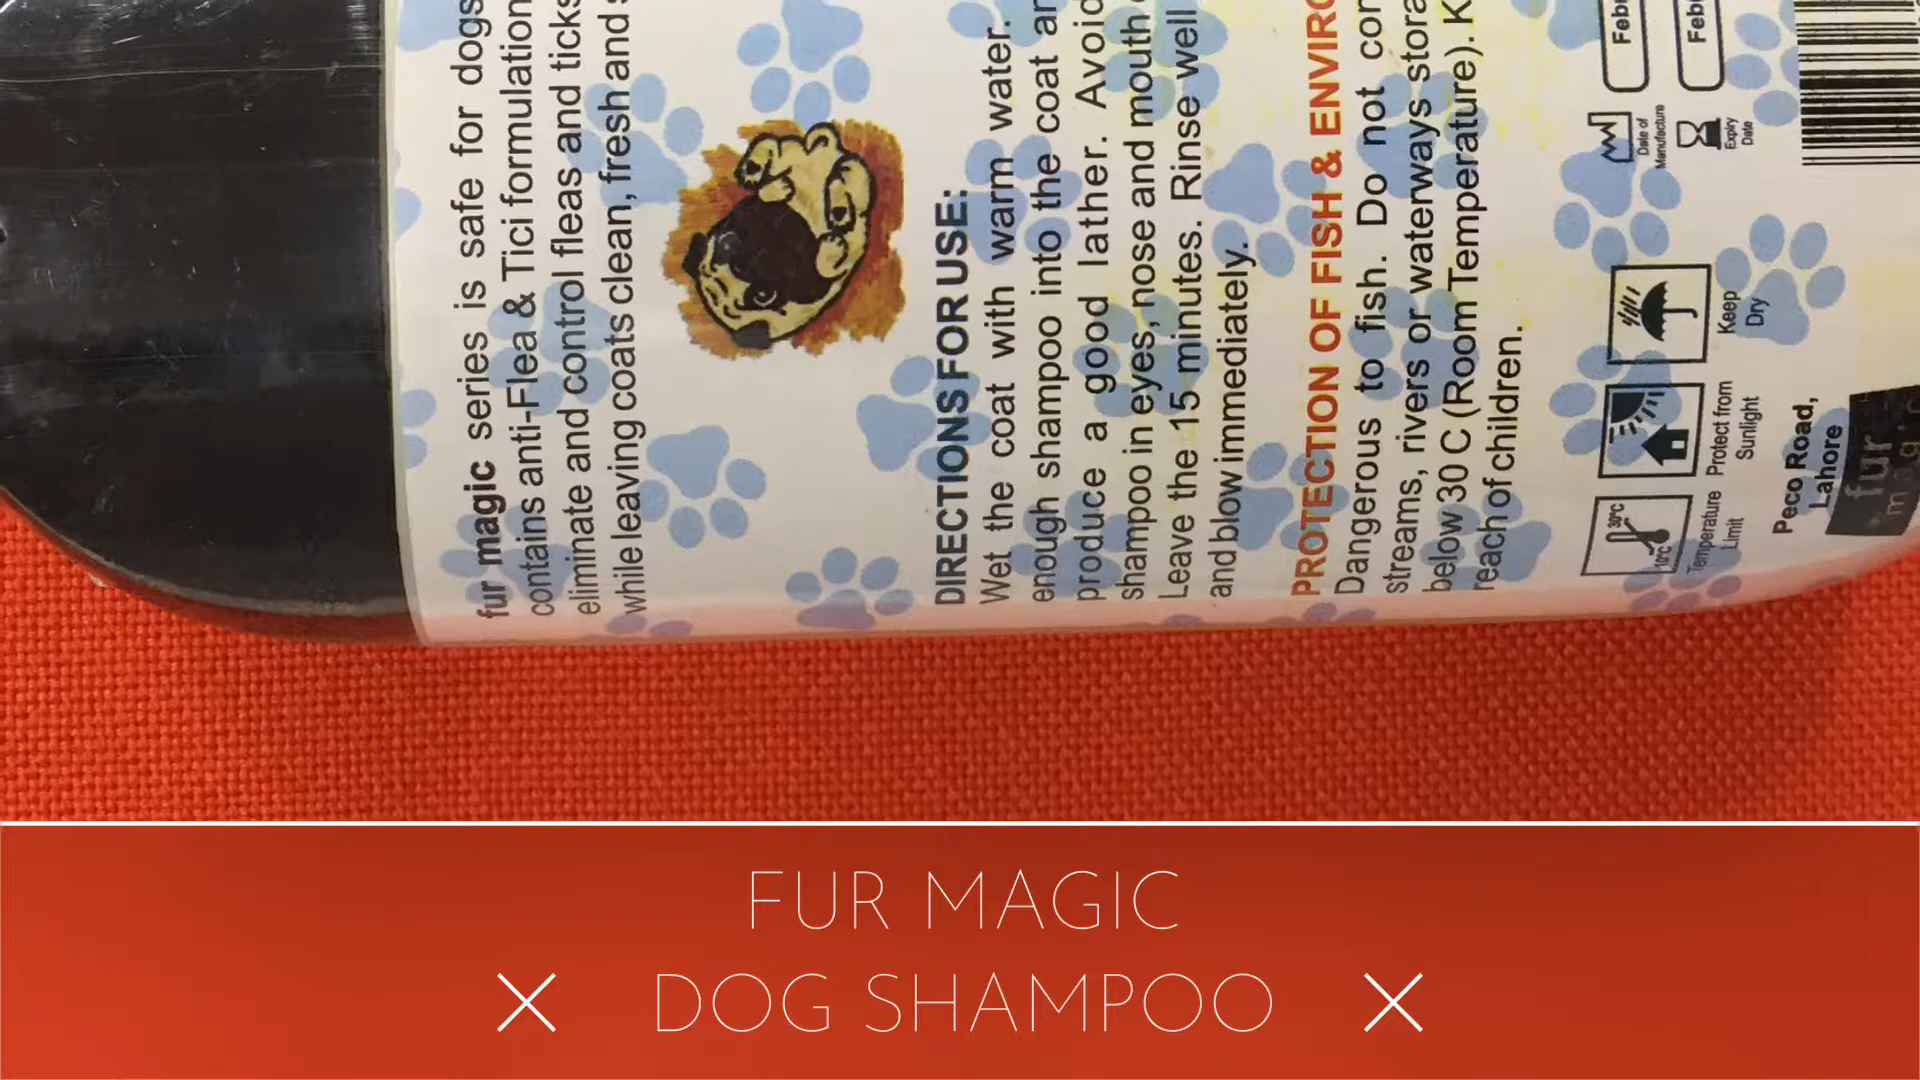 fur magic series is safe for dogs
contains anti-Flea & Tici formulation
eliminate and control fleas and ticks
while leaving coats clean, fresh and
DIRECTIONS FOR USE:
Wet the coat with warm water.
enough shampoo into the coat
produce a good lather. Avoid
shampoo in eyes, nose and mouth
Leave the 15 minutes. Rinse well
and blow immediately.
PROTECTION OF FISH & ENVIRO
Dangerous to fish. Do not con
streams, rivers or waterways stora
below 30 C (Room Temperature). K
reach of children.
Date of
Manufacture
Feb
Expiry
Date
Feb
30°C
10°C
Temperature
Limit
Protect from
Sunlight
Keep
Dry
Peco Road,
Lahore
fur
magic
FUR MAGIC
DOG SHAMPOO